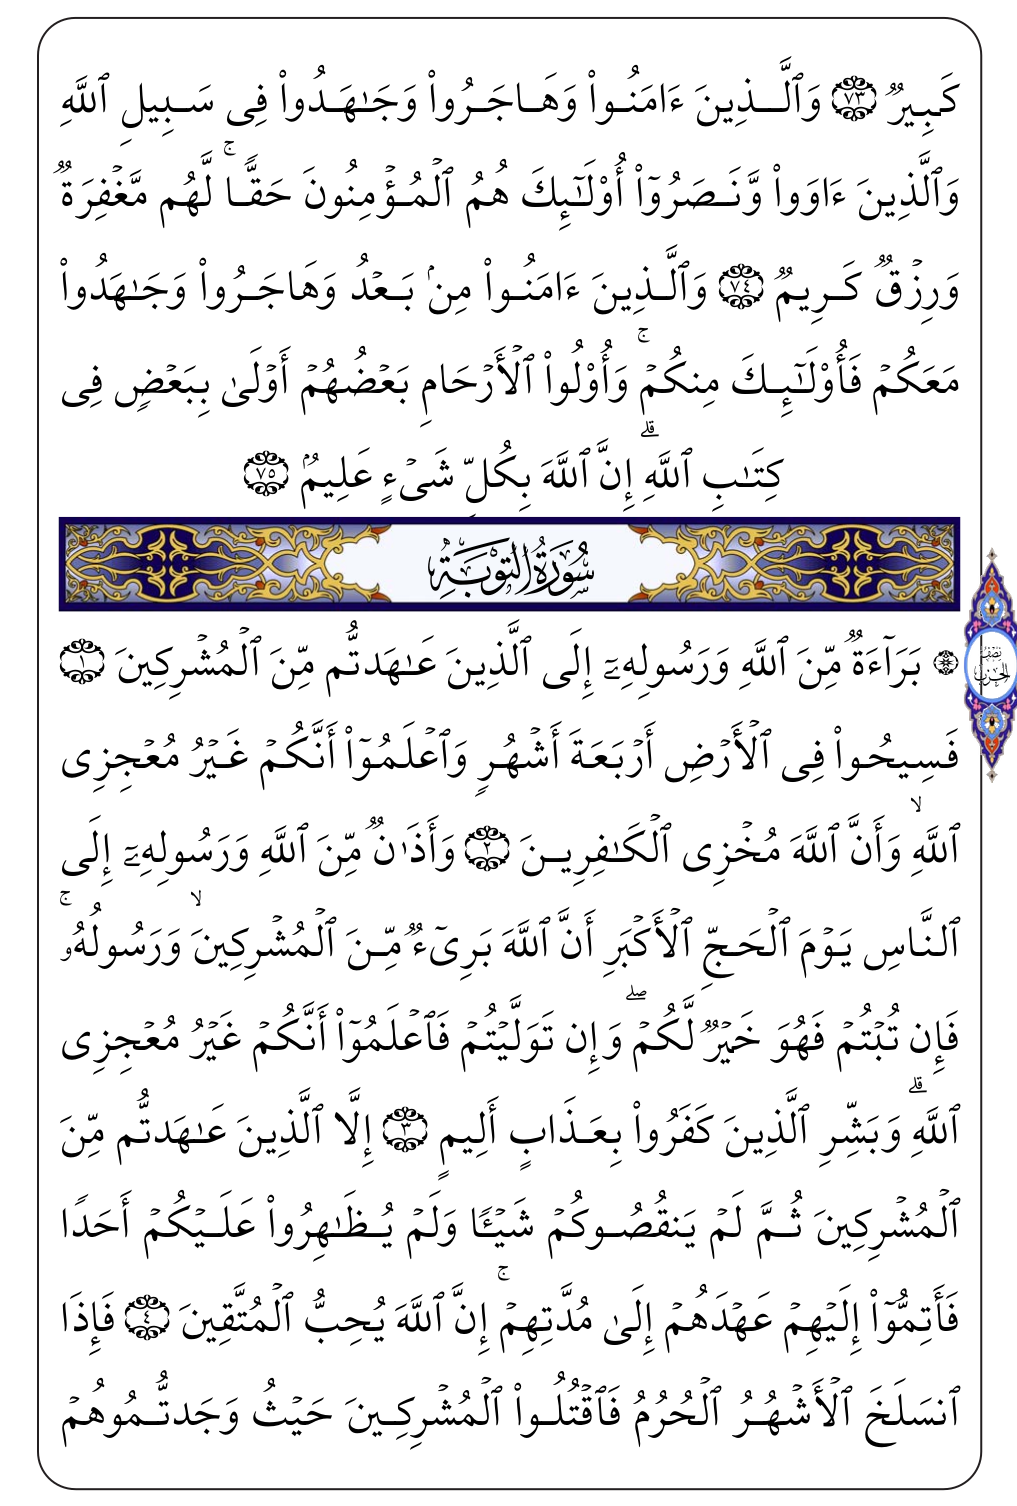 كَبِيرٌ ٧٣ وَٱلَّذِينَ ءَامَنُوا۟ وَهَاجَرُوا۟ وَجَـٰهَدُوا۟ فِى سَبِيلِ ٱللَّهِ
وَٱلَّذِينَ ءَاوَوا۟ وَّنَصَرُوٓا۟ أُو۟لَـٰٓئِكَ هُمُ ٱلْمُؤْمِنُونَ حَقًّا ۚ لَّهُم مَّغْفِرَةٌ
وَرِزْقٌ كَرِيمٌ ٧٤ وَٱلَّذِينَ ءَامَنُوا۟ مِنۢ بَعْدُ وَهَاجَرُوا۟ وَجَـٰهَدُوا۟
مَعَكُمْ فَأُو۟لَـٰٓئِكَ مِنكُمْ ۚ وَأُو۟لُوا۟ ٱلْأَرْحَامِ بَعْضُهُمْ أَوْلَىٰ بِبَعْضٍ فِى
كِتَـٰبِ ٱللَّهِ ۗ إِنَّ ٱللَّهَ بِكُلِّ شَىْءٍ عَلِيمٌۢ ٧٥
سُورَةُ التَّوْبَةِ
۞ بَرَآءَةٌ مِّنَ ٱللَّهِ وَرَسُولِهِۦٓ إِلَى ٱلَّذِينَ عَـٰهَدتُّم مِّنَ ٱلْمُشْرِكِينَ ١
نصف الحزب
فَسِيحُوا۟ فِى ٱلْأَرْضِ أَرْبَعَةَ أَشْهُرٍ وَٱعْلَمُوٓا۟ أَنَّكُمْ غَيْرُ مُعْجِزِى
ٱللَّهِ ۙ وَأَنَّ ٱللَّهَ مُخْزِى ٱلْكَـٰفِرِينَ ٢ وَأَذَٰنٌ مِّنَ ٱللَّهِ وَرَسُولِهِۦٓ إِلَى
ٱلنَّاسِ يَوْمَ ٱلْحَجِّ ٱلْأَكْبَرِ أَنَّ ٱللَّهَ بَرِىٓءٌ مِّنَ ٱلْمُشْرِكِينَ ۙ وَرَسُولُهُۥ ۚ
فَإِن تُبْتُمْ فَهُوَ خَيْرٌ لَّكُمْ ۖ وَإِن تَوَلَّيْتُمْ فَٱعْلَمُوٓا۟ أَنَّكُمْ غَيْرُ مُعْجِزِى
ٱللَّهِ ۗ وَبَشِّرِ ٱلَّذِينَ كَفَرُوا۟ بِعَذَابٍ أَلِيمٍ ٣ إِلَّا ٱلَّذِينَ عَـٰهَدتُّم مِّنَ
ٱلْمُشْرِكِينَ ثُمَّ لَمْ يَنقُصُوكُمْ شَيْـًٔا وَلَمْ يُظَـٰهِرُوا۟ عَلَيْكُمْ أَحَدًا
فَأَتِمُّوٓا۟ إِلَيْهِمْ عَهْدَهُمْ إِلَىٰ مُدَّتِهِمْ ۚ إِنَّ ٱللَّهَ يُحِبُّ ٱلْمُتَّقِينَ ٤ فَإِذَا
ٱنسَلَخَ ٱلْأَشْهُرُ ٱلْحُرُمُ فَٱقْتُلُوا۟ ٱلْمُشْرِكِينَ حَيْثُ وَجَدتُّمُوهُمْ